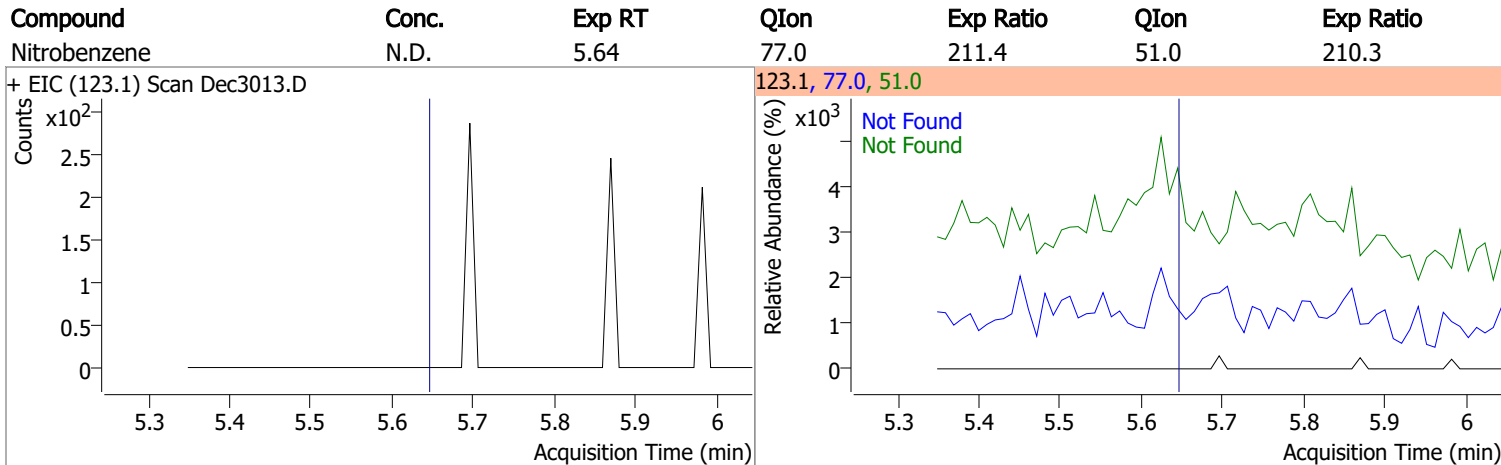 Compound Conc. Exp RT QIon Exp Ratio QIon Exp Ratio
Nitrobenzene N.D. 5.64 77.0 211.4 51.0 210.3
+ EIC (123.1) Scan Dec3013.D
Counts
x10²
2.5
2
1.5
1
0.5
0
5.3 5.4 5.5 5.6 5.7 5.8 5.9 6
Acquisition Time (min)
123.1, 77.0, 51.0
Relative Abundance (%)
x10³
Not Found
Not Found
4
3
2
1
0
5.3 5.4 5.5 5.6 5.7 5.8 5.9 6
Acquisition Time (min)